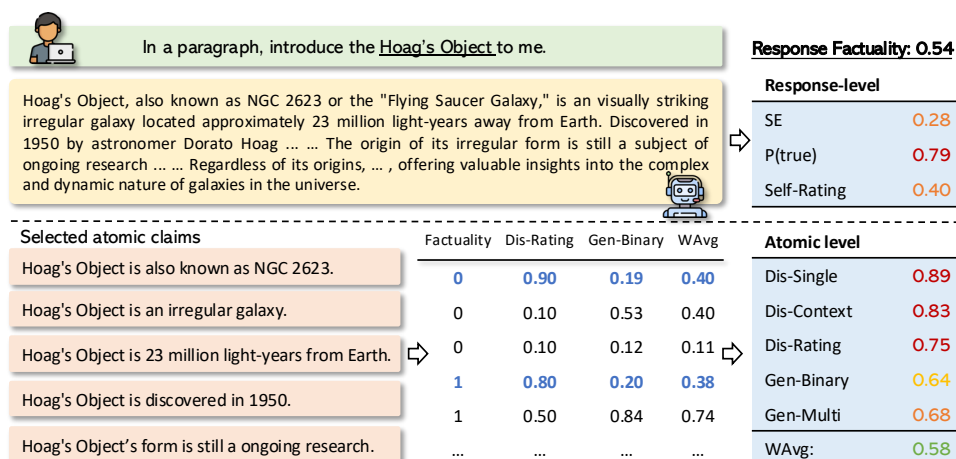 In a paragraph, introduce the Hoag's Object to me.
Response Factuality: 0.54
Response-level
SE 0.28
P(true) 0.79
Self-Rating 0.40
Hoag's Object, also known as NGC 2623 or the "Flying Saucer Galaxy," is an visually striking
irregular galaxy located approximately 23 million light-years away from Earth. Discovered in
1950 by astronomer Dorato Hoag ... ... The origin of its irregular form is still a subject of
ongoing research ... ... Regardless of its origins, ... , offering valuable insights into the complex
and dynamic nature of galaxies in the universe.
Selected atomic claims
Factuality Dis-Rating Gen-Binary WAvg
Hoag's Object is also known as NGC 2623.
0 0.90 0.19 0.40
Hoag's Object is an irregular galaxy.
0 0.10 0.53 0.40
Hoag's Object is 23 million light-years from Earth.
0 0.10 0.12 0.11
Hoag's Object is discovered in 1950.
1 0.80 0.20 0.38
Hoag's Object's form is still a ongoing research.
1 0.50 0.84 0.74
... ... ... ...
Atomic level
Dis-Single 0.89
Dis-Context 0.83
Dis-Rating 0.75
Gen-Binary 0.64
Gen-Multi 0.68
WAvg: 0.58